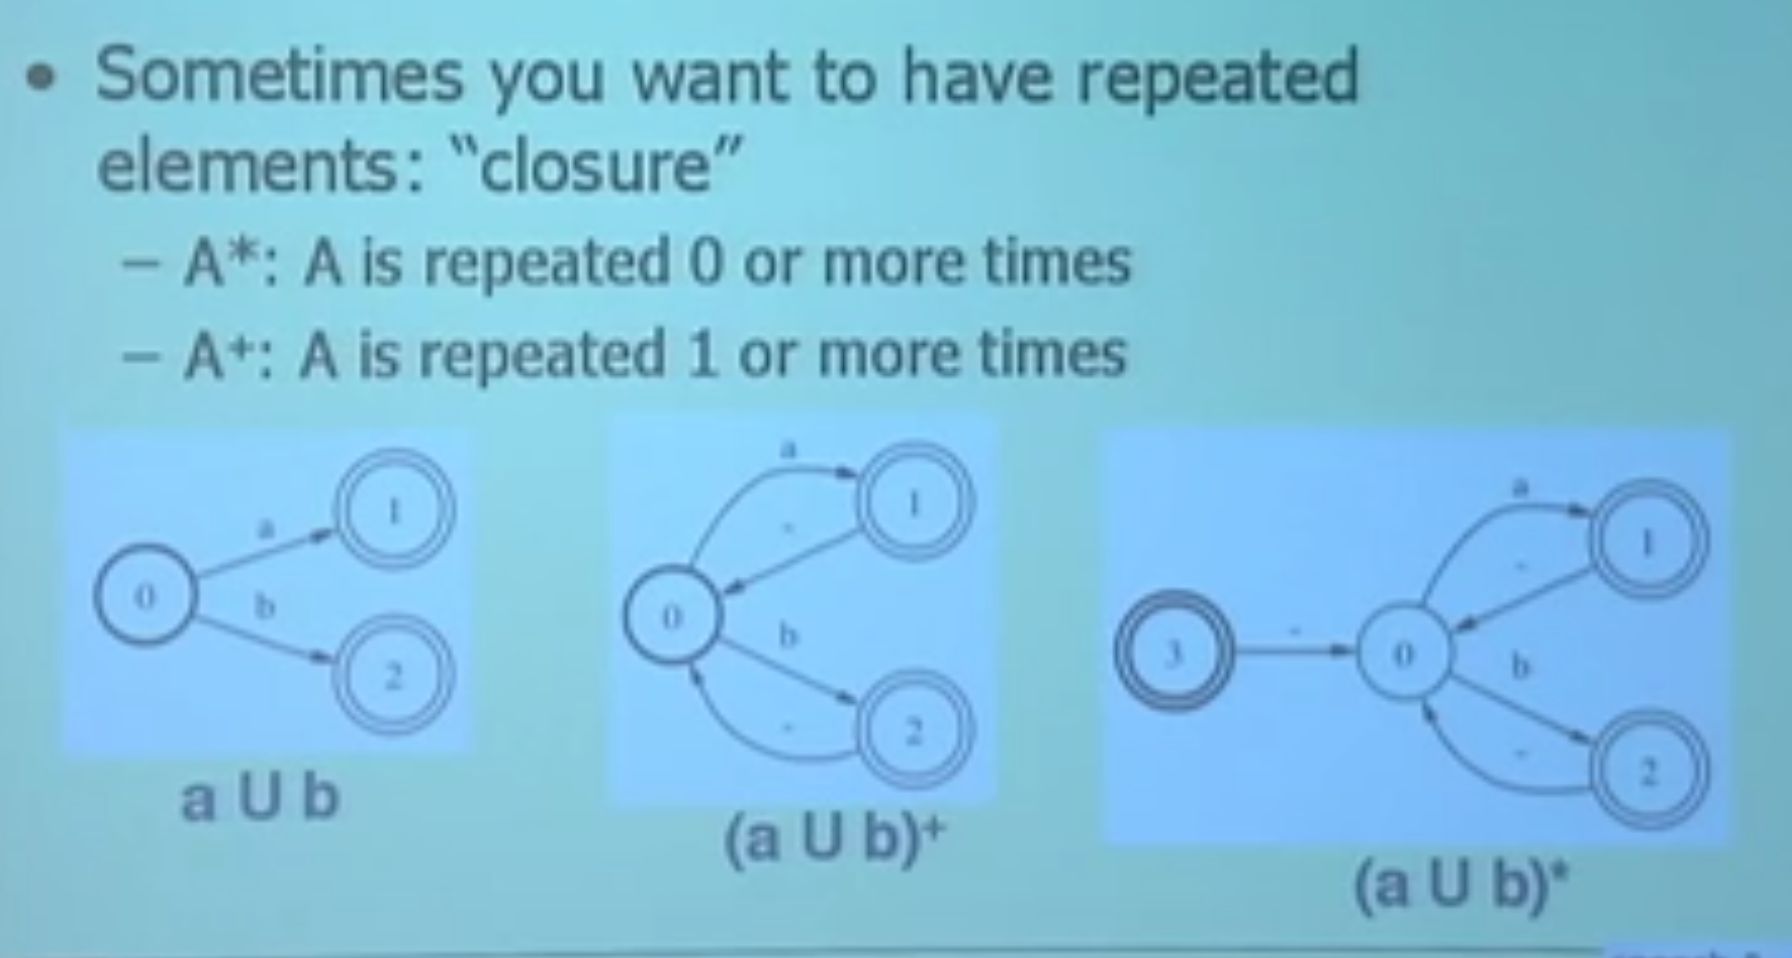 • Sometimes you want to have repeated
elements: “closure”
– A*: A is repeated 0 or more times
– A+: A is repeated 1 or more times
0 a 1 b 2
a U b
0 a - 1 b - 2
(a U b)+
3 - 0 a - 1 b - 2
(a U b)*